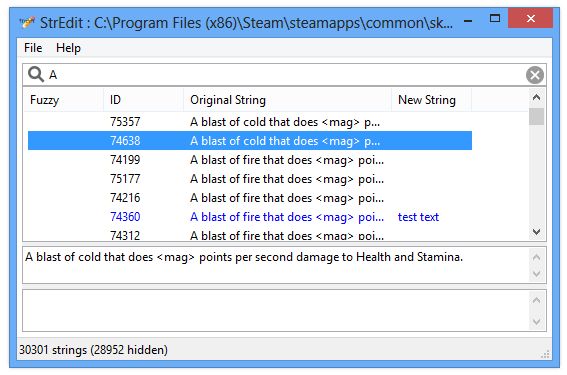 StrEdit : C:\Program Files (x86)\Steam\steamapps\common\sk...
File Help
A
Fuzzy ID Original String New String
75357 A blast of cold that does <mag> p...
74638 A blast of cold that does <mag> p...
74199 A blast of fire that does <mag> poi...
75177 A blast of fire that does <mag> poi...
74216 A blast of fire that does <mag> poi...
74360 A blast of fire that does <mag> poi... test text
74312 A blast of fire that does <mag> poi...
A blast of cold that does <mag> points per second damage to Health and Stamina.
30301 strings (28952 hidden)